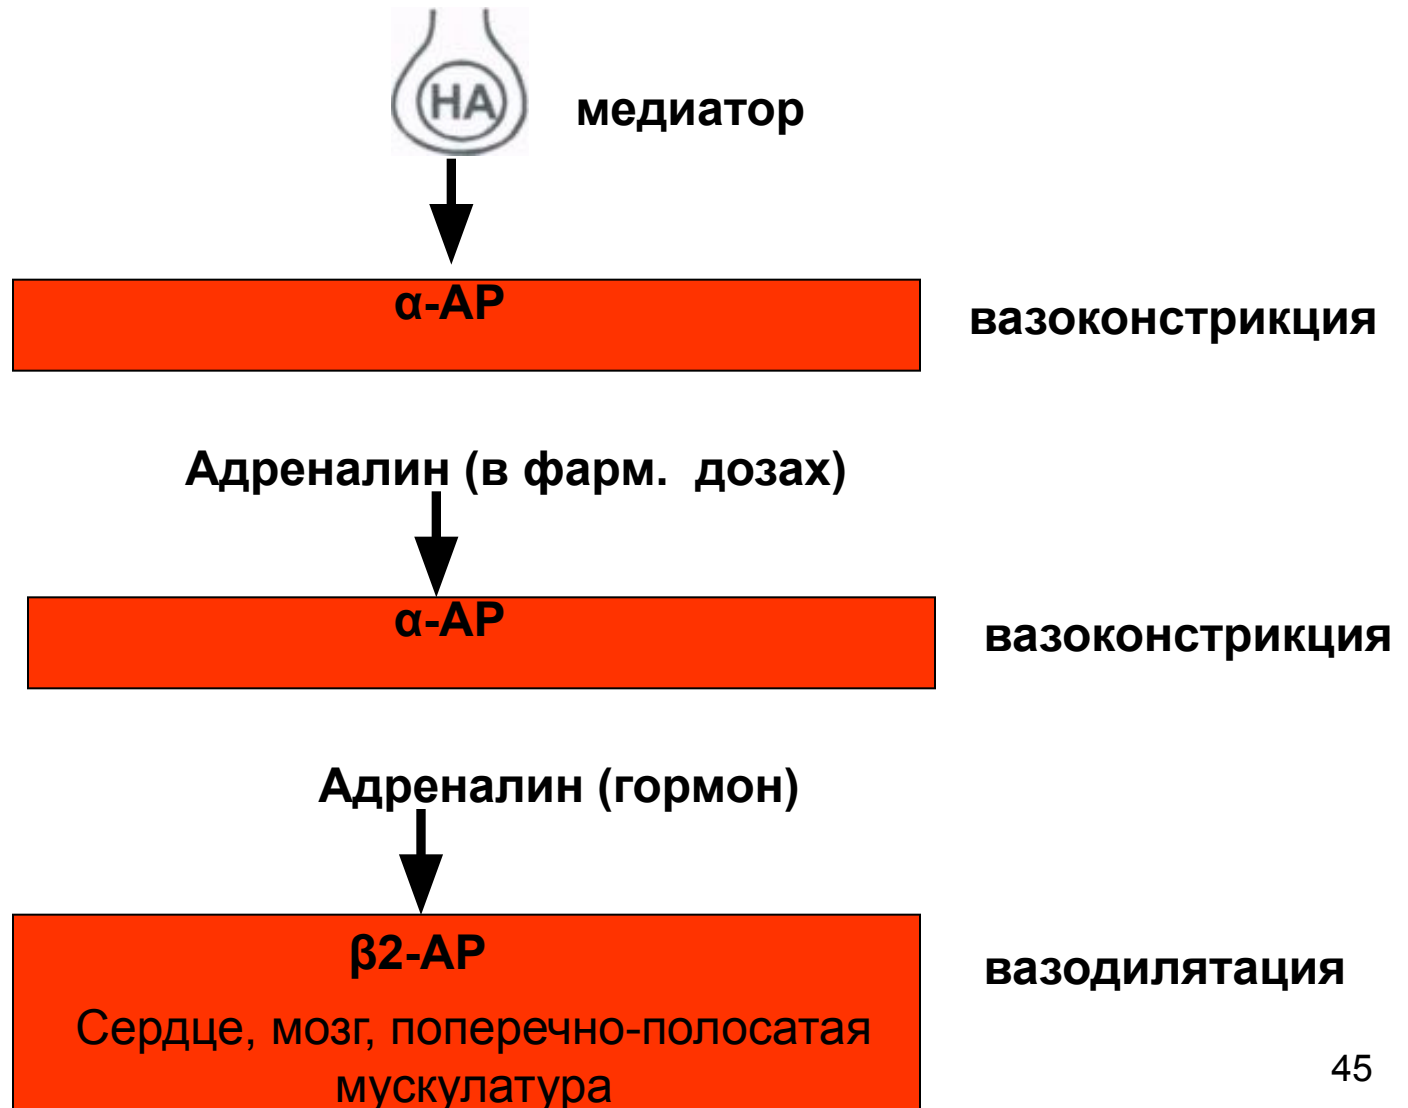 НА
медиатор
α-АР
вазоконстрикция
Адреналин (в фарм. дозах)
α-АР
вазоконстрикция
Адреналин (гормон)
β2-АР
вазодилятация
Сердце, мозг, поперечно-полосатая
мускулатура
45